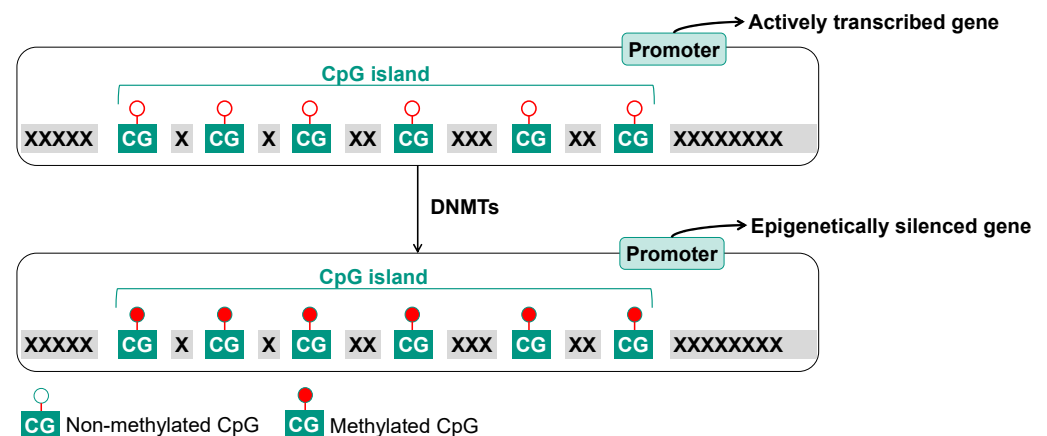 Actively transcribed gene
Promoter
CpG island
XXXXX CG X CG X CG XX CG XXX CG XX CG XXXXXXXX
DNMTs
Epigenetically silenced gene
Promoter
CpG island
XXXXX CG X CG X CG XX CG XXX CG XX CG XXXXXXXX
CG Non-methylated CpG CG Methylated CpG